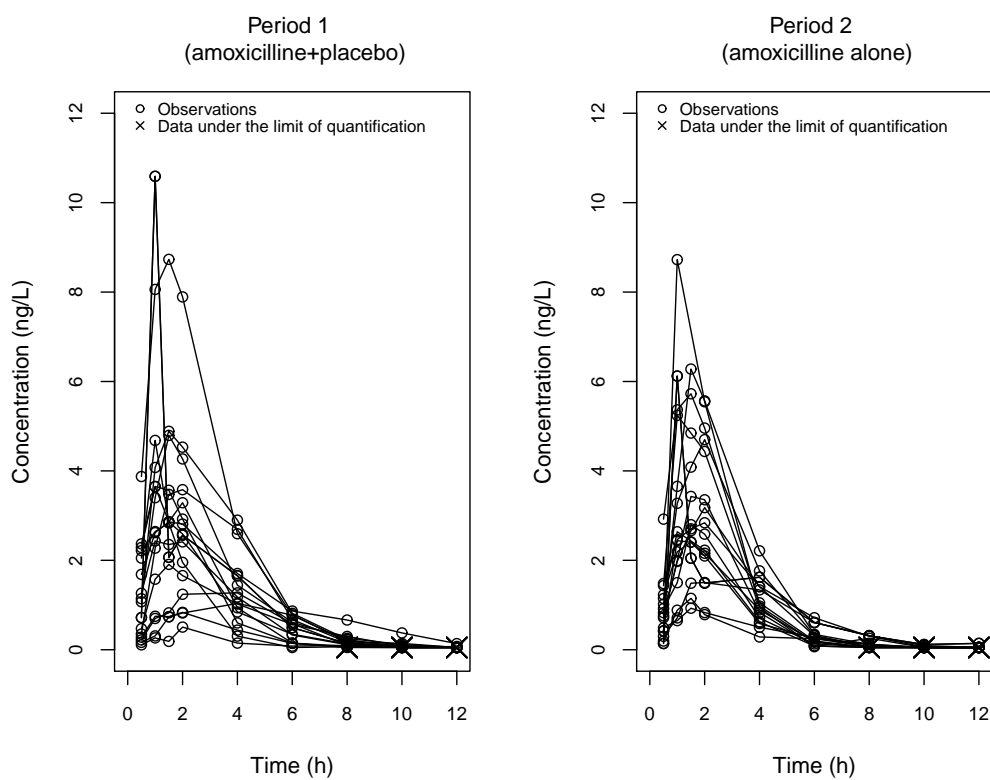 Period 1
(amoxicilline+placebo)
Observations
Data under the limit of quantification
12
10
8
6
4
2
0
Concentration (ng/L)
0 2 4 6 8 10 12
Time (h)
Period 2
(amoxicilline alone)
Observations
Data under the limit of quantification
12
10
8
6
4
2
0
Concentration (ng/L)
0 2 4 6 8 10 12
Time (h)